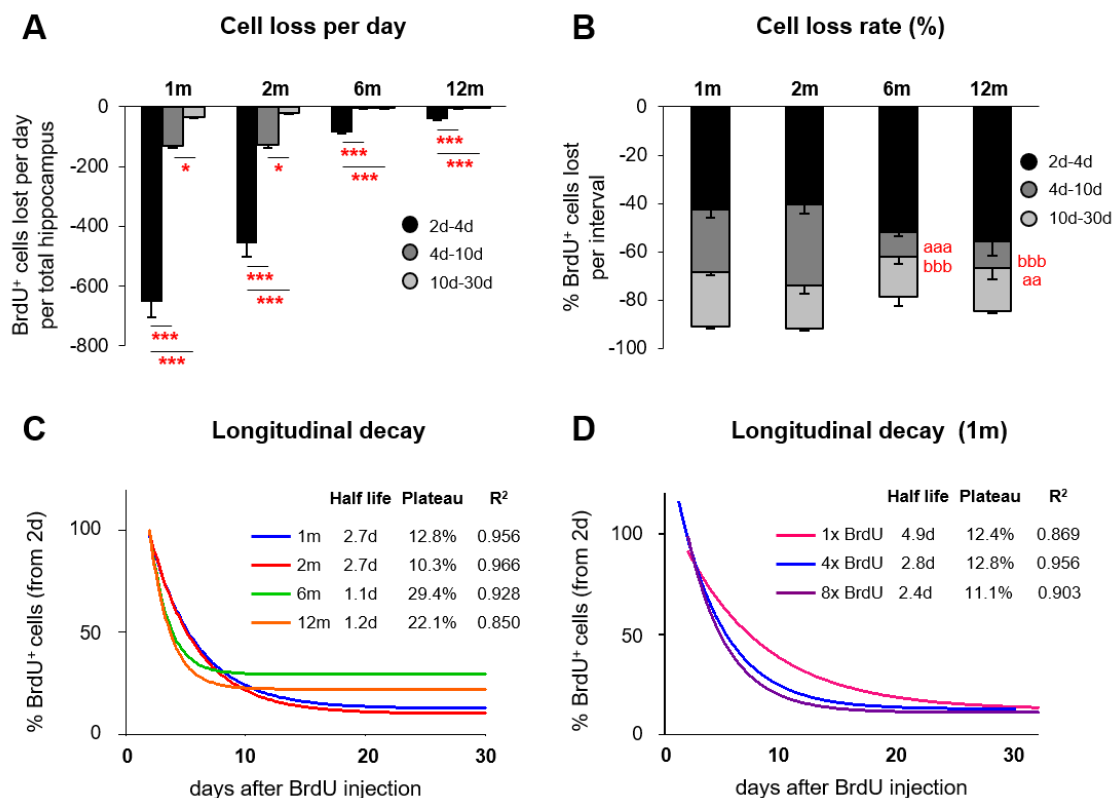 A
Cell loss per day
1m 2m 6m 12m
0
-200
-400
-600
-800
BrdU⁺ cells lost per day
per total hippocampus
***
***
*
***
***
*
***
***
***
***
2d-4d
4d-10d
10d-30d
B
Cell loss rate (%)
1m 2m 6m 12m
0
-20
-40
-60
-80
-100
% BrdU⁺ cells lost
per interval
2d-4d
4d-10d
10d-30d
aaa
bbb
bbb
aa
C
Longitudinal decay
Half life Plateau R²
1m 2.7d 12.8% 0.956
2m 2.7d 10.3% 0.966
6m 1.1d 29.4% 0.928
12m 1.2d 22.1% 0.850
100
50
0
% BrdU⁺ cells (from 2d)
0 10 20 30
days after BrdU injection
D
Longitudinal decay (1m)
Half life Plateau R²
1x BrdU 4.9d 12.4% 0.869
4x BrdU 2.8d 12.8% 0.956
8x BrdU 2.4d 11.1% 0.903
100
50
0
% BrdU⁺ cells (from 2d)
0 10 20 30
days after BrdU injection